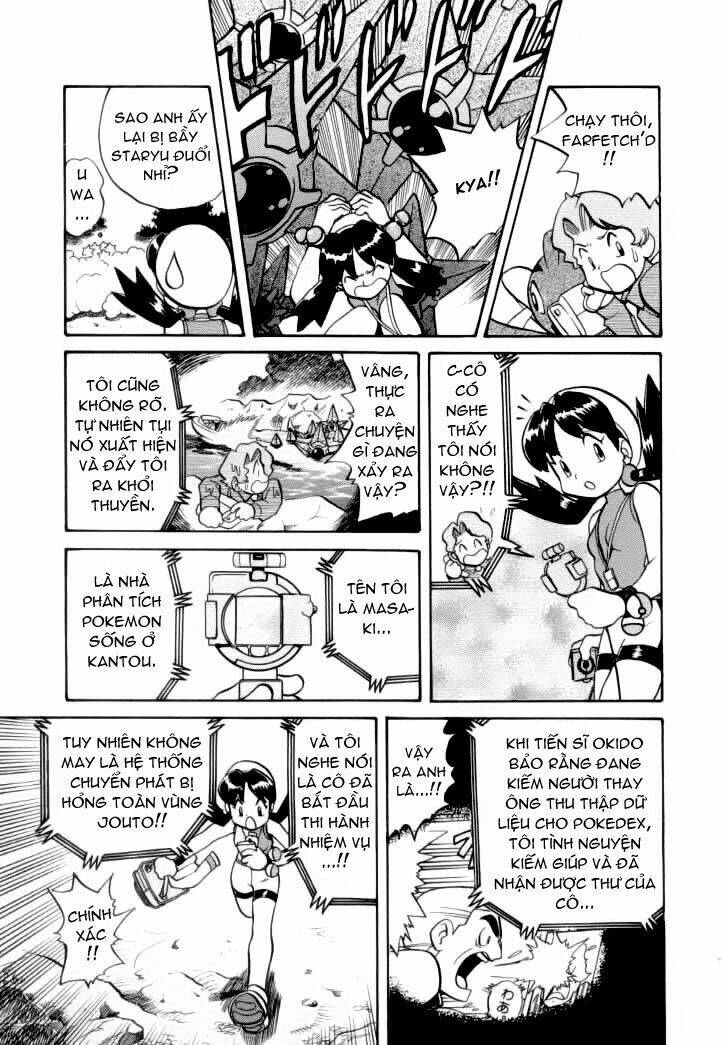 CHẠY THÔI,
FARFETCH'D
!!
KYA!!
SAO ANH ẤY
LẠI BỊ BẦY
STARYU ĐUỔI
NHỈ?
U
WA
...
C-CÔ
CÓ
NGHE
THẤY
TÔI NÓI
KHÔNG
VẬY?!!
VÂNG,
THỰC
RA
CHUYỆN
GÌ ĐANG
XẢY RA
VẬY?
TÔI CŨNG
KHÔNG RÕ.
TỰ NHIÊN TỤI
NÓ XUẤT HIỆN
VÀ ĐẨY TÔI
RA KHỎI
THUYỀN.
TÊN TÔI
LÀ MASA-
KI...
LÀ NHÀ
PHÂN TÍCH
POKEMON
SỐNG Ở
KANTOU.
KHI TIẾN SĨ OKIDO
BẢO RẰNG ĐANG
KIẾM NGƯỜI THAY
ÔNG THU THẬP DỮ
LIỆU CHO POKEDEX,
TÔI TÌNH NGUYỆN
KIẾM GIÚP VÀ ĐÃ
NHẬN ĐƯỢC THƯ CỦA
CÔ...
VẬY
RA ANH
LÀ...!!
VÀ TÔI
NGHE NÓI
LÀ CÔ ĐÃ
BẮT ĐẦU
THI HÀNH
NHIỆM VỤ
...!!
TUY NHIÊN KHÔNG
MAY LÀ HỆ THỐNG
CHUYỂN PHÁT BỊ
HỎNG TOÀN VÙNG
JOUTO!!
CHÍNH
XÁC
!!